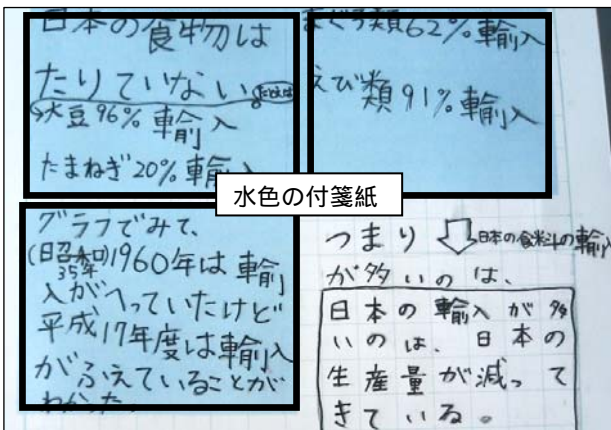 日本の食物は
たりていない。たとえば
→大豆96%輸入
たまねぎ20%輸入
まぐろ類62%輸入
えび類91%輸入
水色の付箋紙
グラフでみて、
(昭和35年)1960年は輸
入がへっていたけど
平成17年度は輸入
がふえていることが
わかった。
つまり 日本の食料の輸入
が多いのは、
日本の輸入が多
いのは、日本の
生産量が減って
きている。